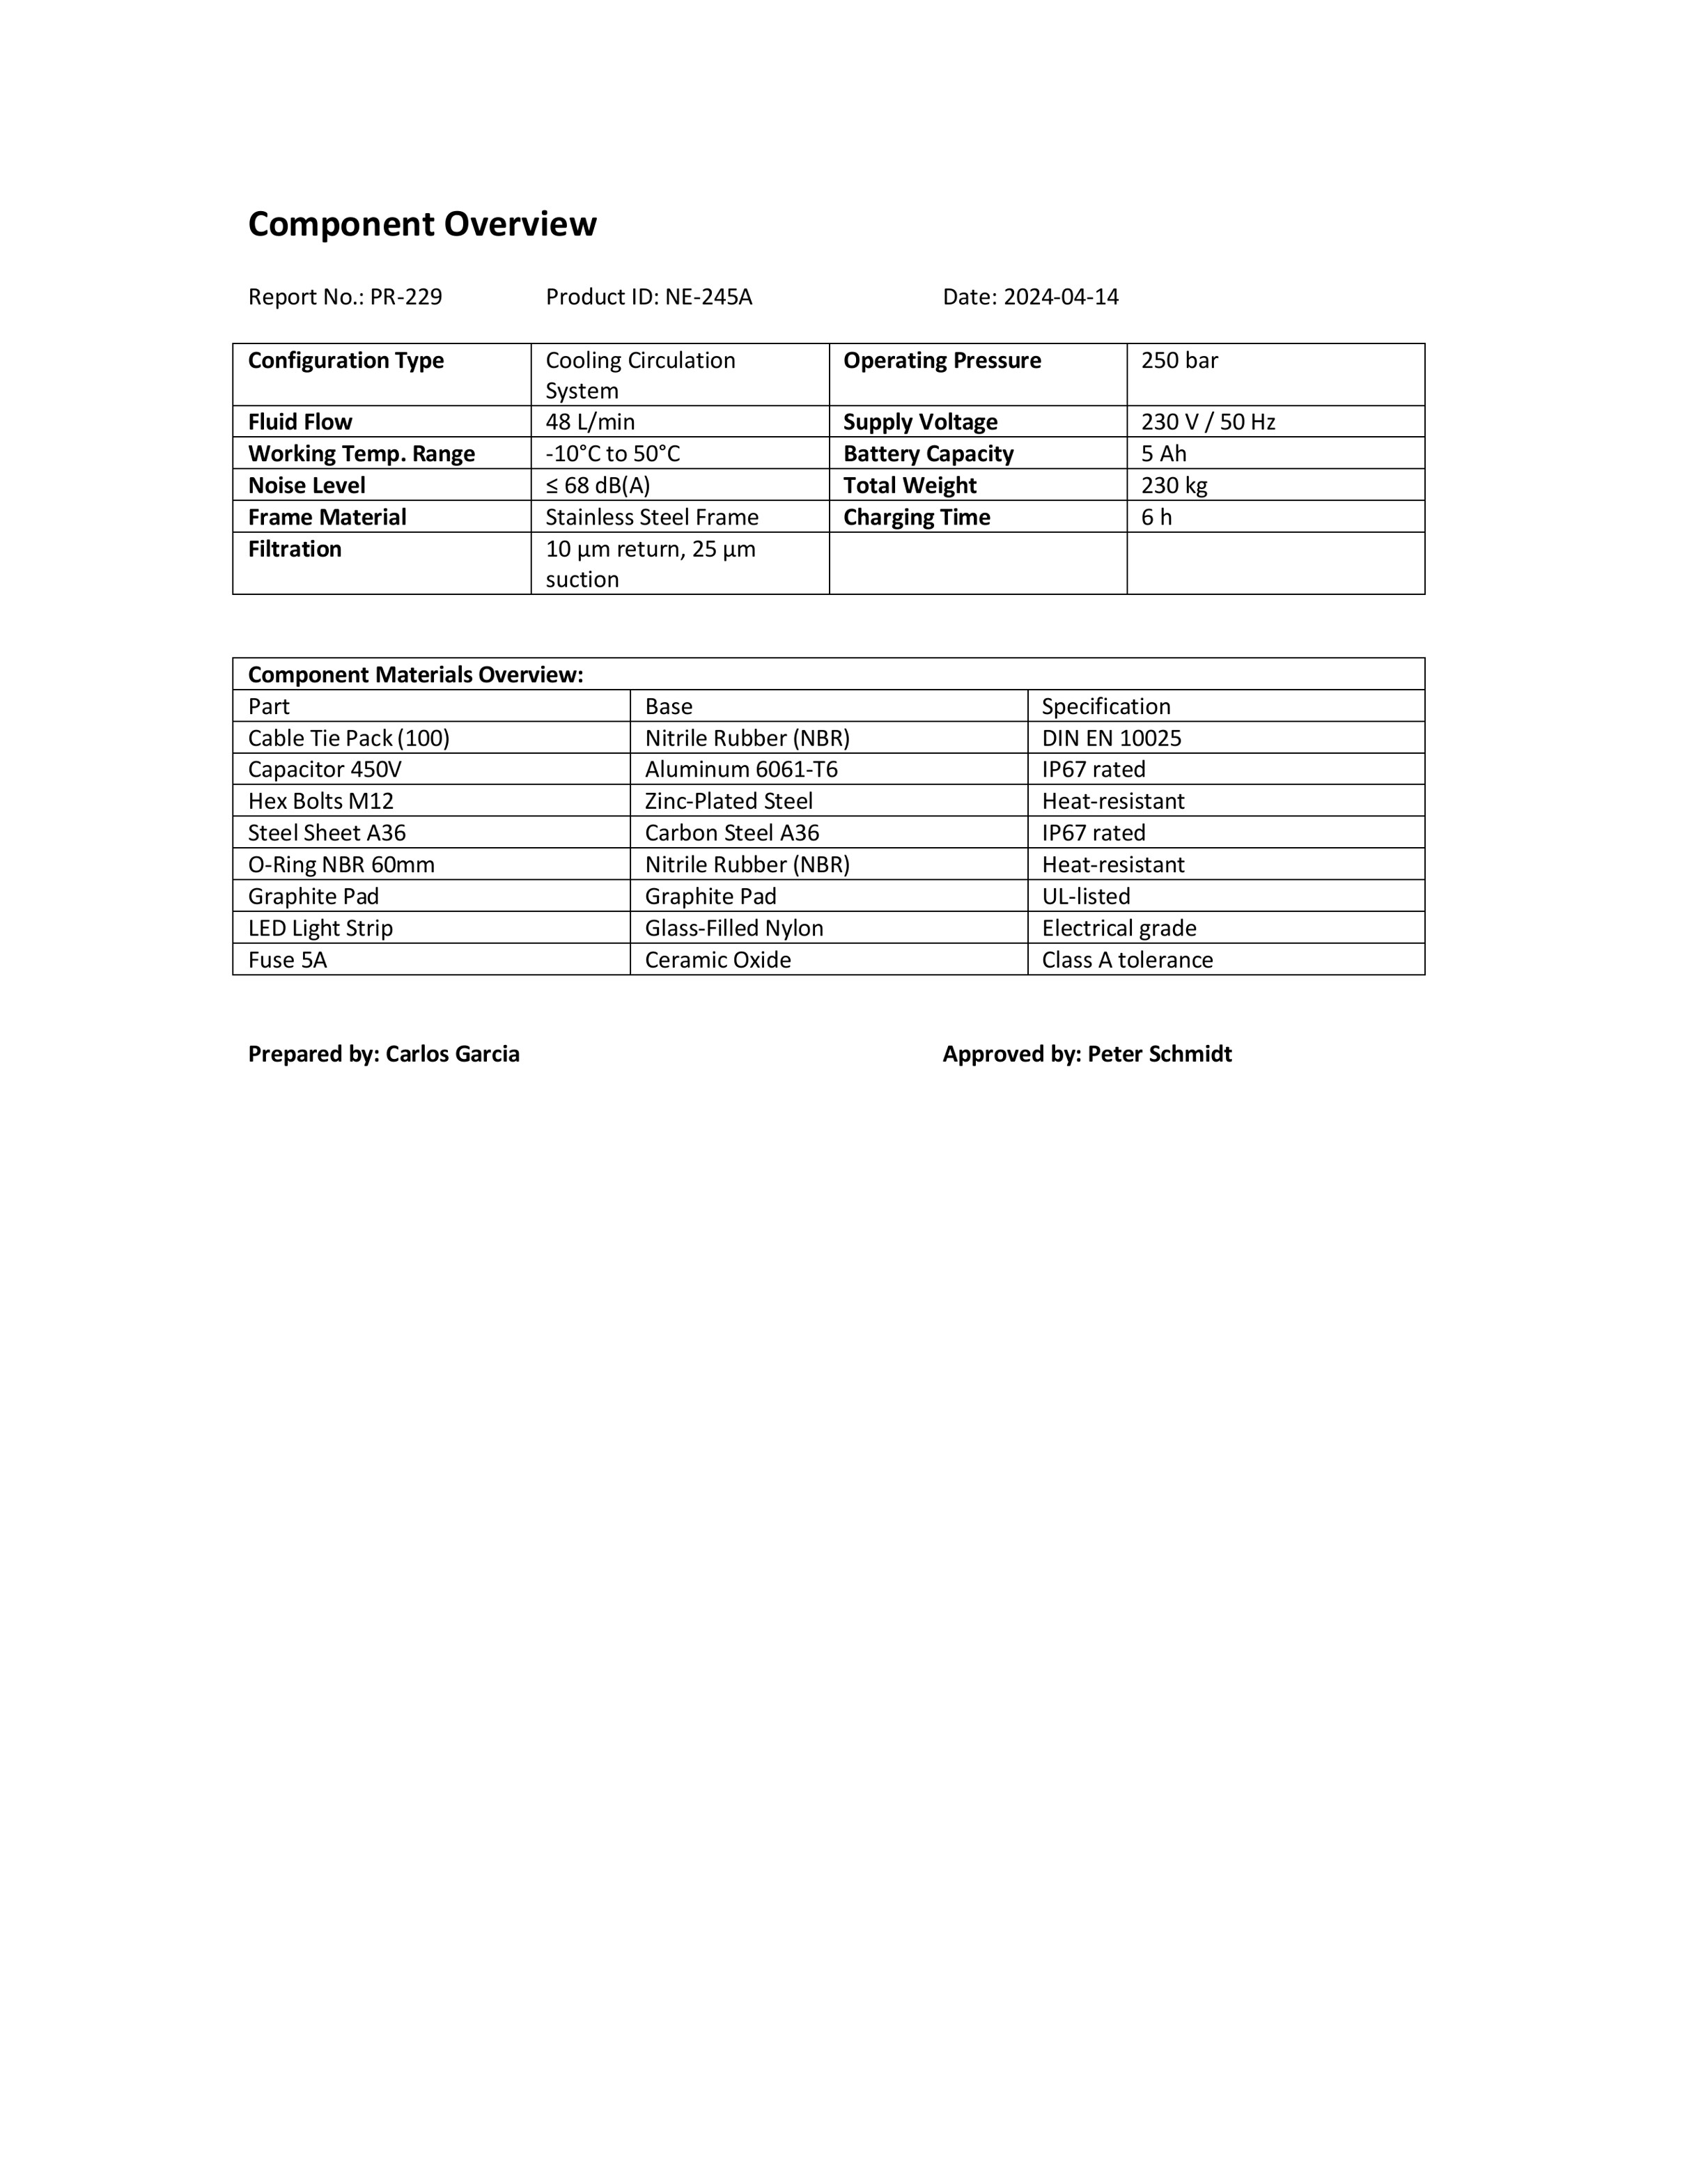 Component Overview
Report No.: PR-229 Product ID: NE-245A Date: 2024-04-14
Configuration Type Cooling Circulation System Operating Pressure 250 bar
Fluid Flow 48 L/min Supply Voltage 230 V / 50 Hz
Working Temp. Range -10°C to 50°C Battery Capacity 5 Ah
Noise Level ≤ 68 dB(A) Total Weight 230 kg
Frame Material Stainless Steel Frame Charging Time 6 h
Filtration 10 µm return, 25 µm suction
Component Materials Overview:
Part Base Specification
Cable Tie Pack (100) Nitrile Rubber (NBR) DIN EN 10025
Capacitor 450V Aluminum 6061-T6 IP67 rated
Hex Bolts M12 Zinc-Plated Steel Heat-resistant
Steel Sheet A36 Carbon Steel A36 IP67 rated
O-Ring NBR 60mm Nitrile Rubber (NBR) Heat-resistant
Graphite Pad Graphite Pad UL-listed
LED Light Strip Glass-Filled Nylon Electrical grade
Fuse 5A Ceramic Oxide Class A tolerance
Prepared by: Carlos Garcia Approved by: Peter Schmidt